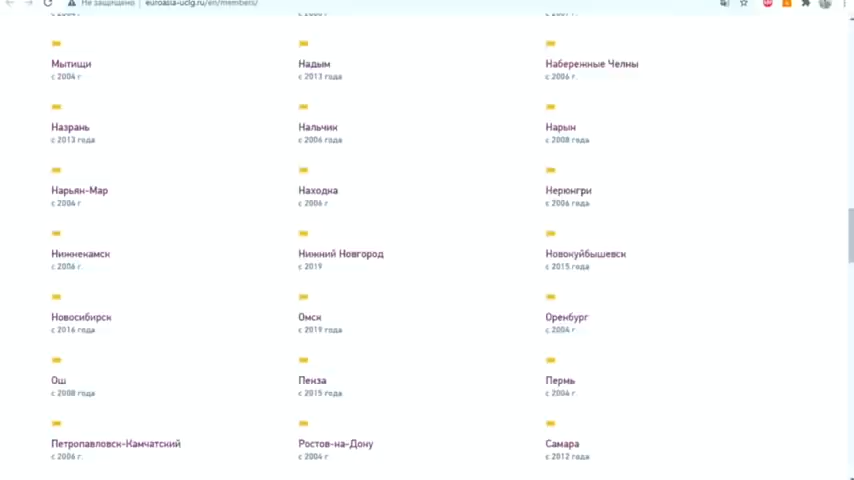 Не защищено | euroasia-uclg.ru/en/members/
Мытищи
с 2004 г
Надым
с 2013 года
Набережные Челны
с 2006 г.
Назрань
с 2013 года
Нальчик
с 2006 года
Нарын
с 2008 года
Нарьян-Мар
с 2004 г
Находка
с 2006 г
Нерюнгри
с 2006 года
Нижнекамск
с 2006 г.
Нижний Новгород
с 2019
Новокуйбышевск
с 2015 года
Новосибирск
с 2016 года
Омск
с 2019 года
Оренбург
с 2004 г.
Ош
с 2008 года
Пенза
с 2015 года
Пермь
с 2004 г.
Петропавловск-Камчатский
с 2006 г.
Ростов-на-Дону
с 2004 г
Самара
с 2012 года